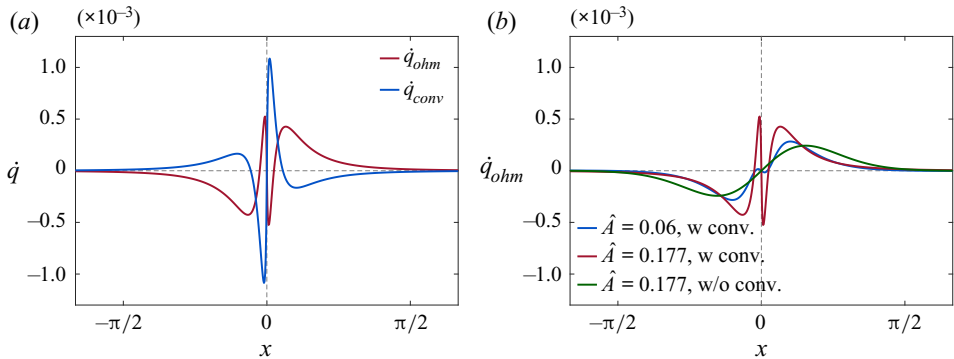 (a) (×10⁻³)
1.0
0.5
0
−0.5
−1.0
q̇
q̇ohm
q̇conv
−π/2 0 π/2
x
(b) (×10⁻³)
1.0
0.5
0
−0.5
−1.0
q̇ohm
Â = 0.06, w conv.
Â = 0.177, w conv.
Â = 0.177, w/o conv.
−π/2 0 π/2
x